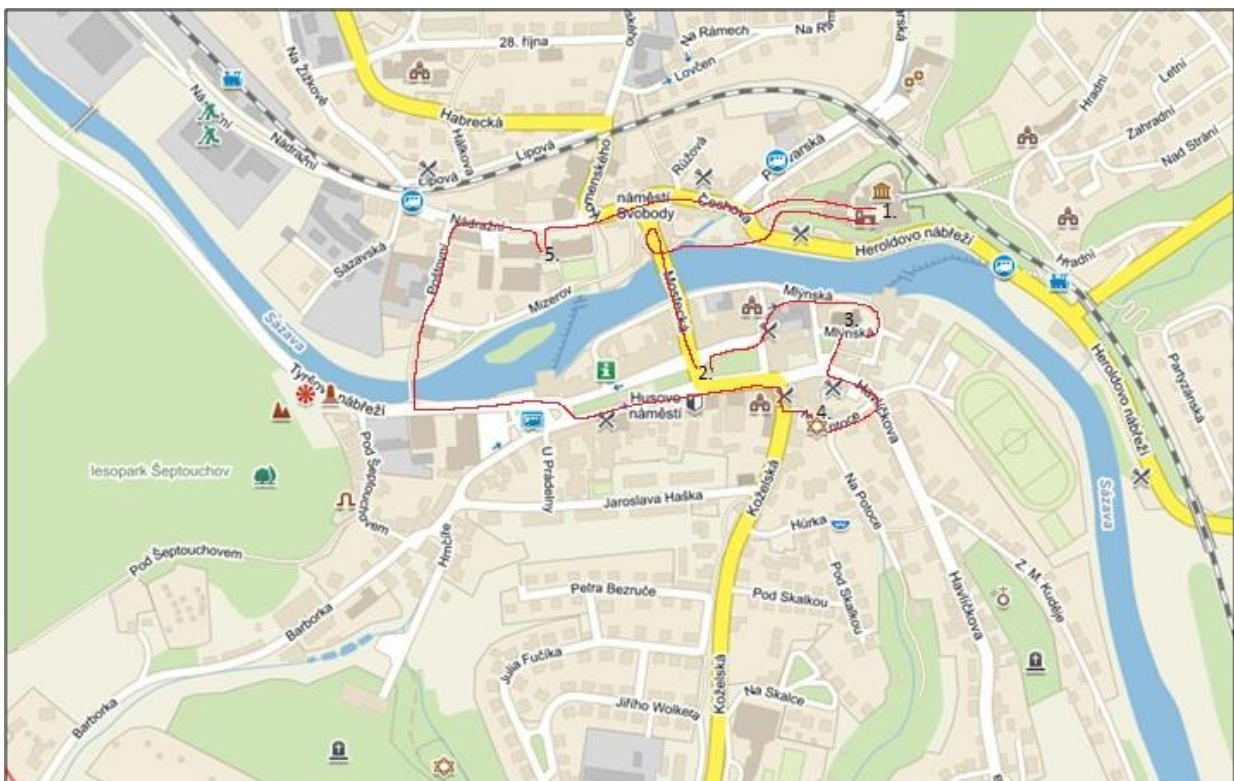 28. října
Na Rámech
Na Žižkově
Lovčen
Hradní
Letní
Zahradní
Nad Strání
Habrecká
Nádražní
Hálkova
Lipová
Lipová
Růžová
náměstí
Svobody
Čechova
1.
Nádražní
5.
Heroldovo nábřeží
Hradní
Sázavská
Poštovní
Mizerov
Mostecká
Mlýnská
3.
Mlýnská
Sázava
2.
Husovo
náměstí
4.
Havlíčkova
Heroldovo nábřeží
Partyzánská
lesopark Šeptouchov
Pod Šeptouchovem
U Prádelny
Jaroslava Haška
Koželská
Na Potoce
Sázava
Pod Šeptouchovem
Hrnčíře
Hůrka
Petra Bezruče
Pod Skalkou
Pod Skalkou
Havlíčkova
Z. M. Kuděje
Barborka
Julia Fučíka
Koželská
Na Skalce
Jiřího Wolkera
Barborka